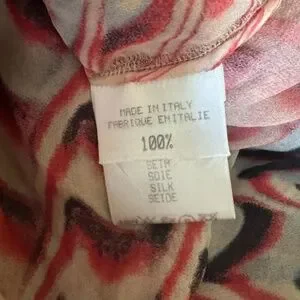 MADE IN ITALY
FABRIQUE EN ITALIE
100%
SETA
SOIE
SILK
SEIDE